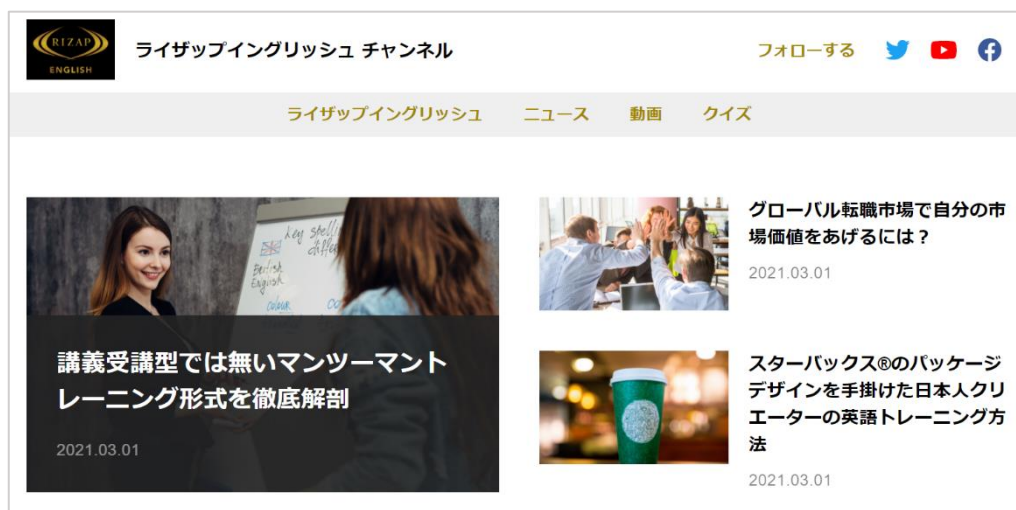 RIZAP
ENGLISH
ライザップイングリッシュ チャンネル
フォローする
ライザップイングリッシュ ニュース 動画 クイズ
Key spelli
British
English
colour
講義受講型では無いマンツーマント
レーニング形式を徹底解剖
2021.03.01
グローバル転職市場で自分の市
場価値をあげるには?
2021.03.01
スターバックス®のパッケージ
デザインを手掛けた日本人クリ
エーターの英語トレーニング方
法
2021.03.01